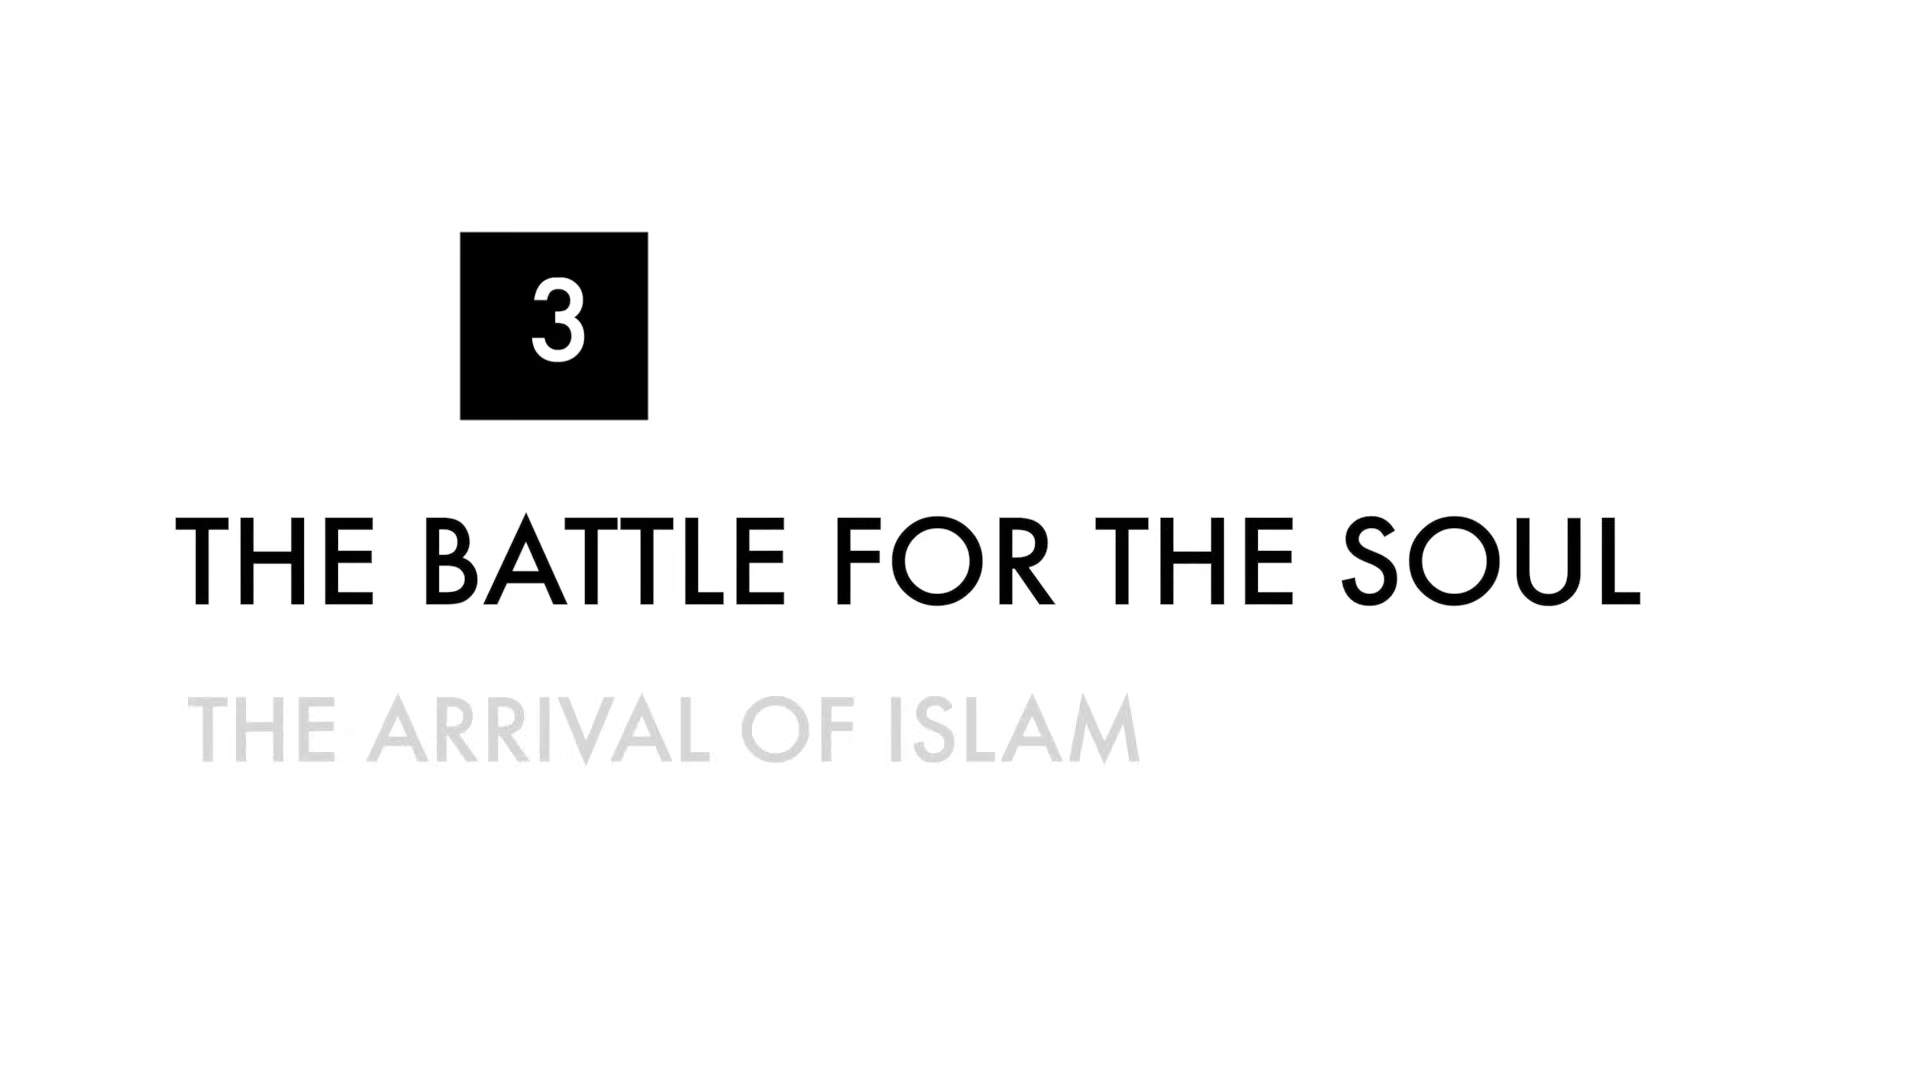 3
THE BATTLE FOR THE SOUL
THE ARRIVAL OF ISLAM